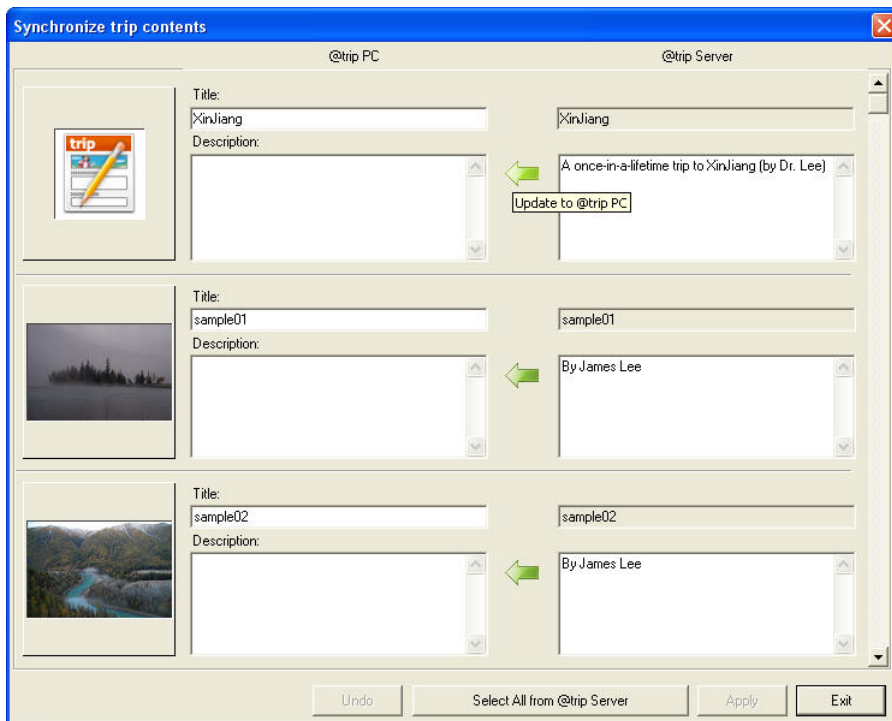 Synchronize trip contents
@trip PC @trip Server
trip
Title:
XinJiang XinJiang
Description:
A once-in-a-lifetime trip to XinJiang (by Dr. Lee)
Update to @trip PC
Title:
sample01 sample01
Description:
By James Lee
Title:
sample02 sample02
Description:
By James Lee
Undo Select All from @trip Server Apply Exit